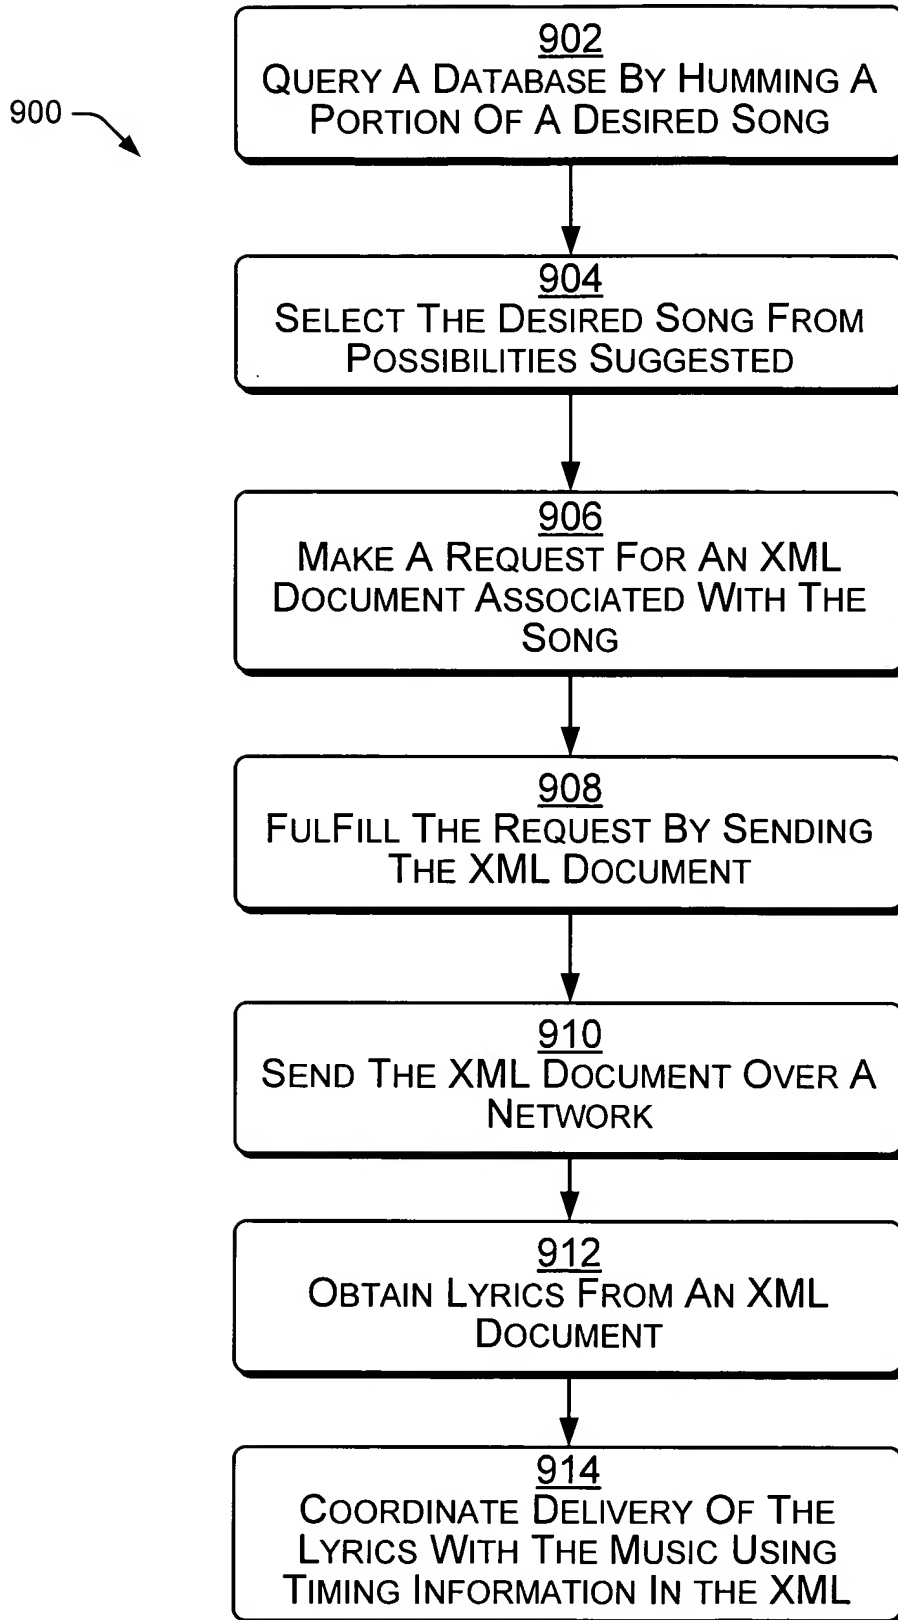 900
902
QUERY A DATABASE BY HUMMING A
PORTION OF A DESIRED SONG
904
SELECT THE DESIRED SONG FROM
POSSIBILITIES SUGGESTED
906
MAKE A REQUEST FOR AN XML
DOCUMENT ASSOCIATED WITH THE
SONG
908
FULFILL THE REQUEST BY SENDING
THE XML DOCUMENT
910
SEND THE XML DOCUMENT OVER A
NETWORK
912
OBTAIN LYRICS FROM AN XML
DOCUMENT
914
COORDINATE DELIVERY OF THE
LYRICS WITH THE MUSIC USING
TIMING INFORMATION IN THE XML